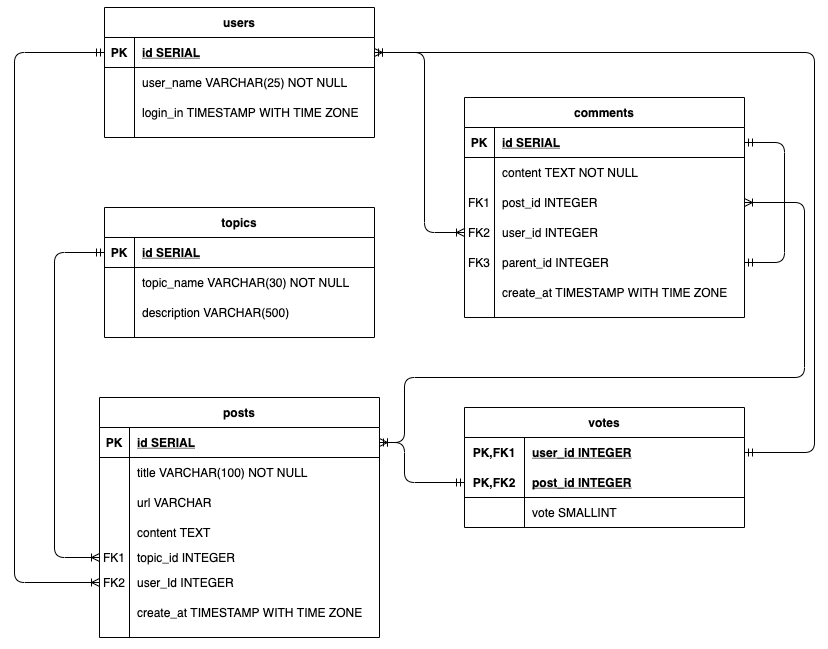 users
PK id SERIAL
user_name VARCHAR(25) NOT NULL
login_in TIMESTAMP WITH TIME ZONE
comments
PK id SERIAL
content TEXT NOT NULL
FK1 post_id INTEGER
FK2 user_id INTEGER
FK3 parent_id INTEGER
create_at TIMESTAMP WITH TIME ZONE
topics
PK id SERIAL
topic_name VARCHAR(30) NOT NULL
description VARCHAR(500)
posts
PK id SERIAL
title VARCHAR(100) NOT NULL
url VARCHAR
content TEXT
FK1 topic_id INTEGER
FK2 user_Id INTEGER
create_at TIMESTAMP WITH TIME ZONE
votes
PK,FK1 user_id INTEGER
PK,FK2 post_id INTEGER
vote SMALLINT